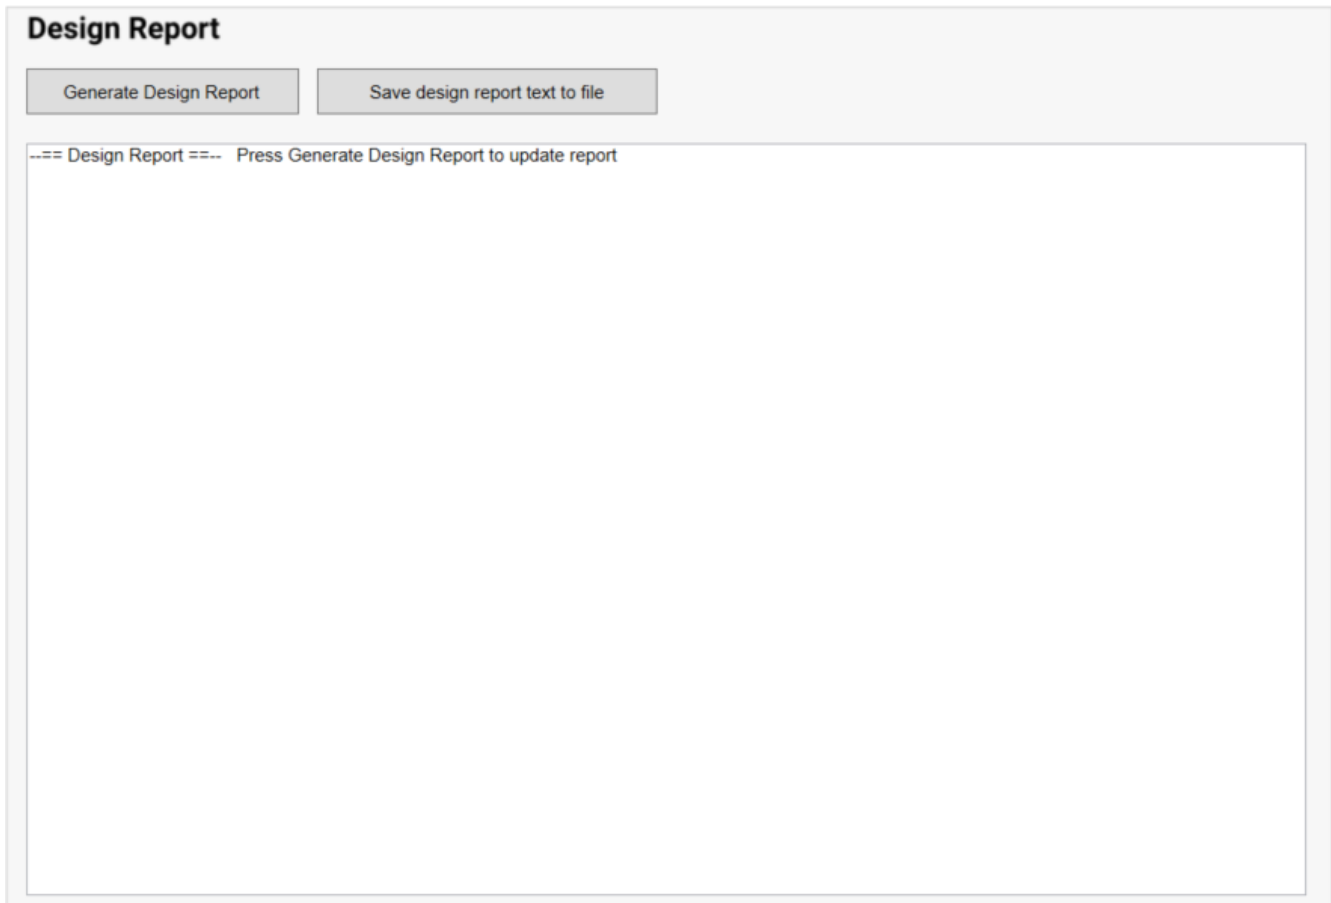 Design Report
Generate Design Report
Save design report text to file
--== Design Report ==-- Press Generate Design Report to update report